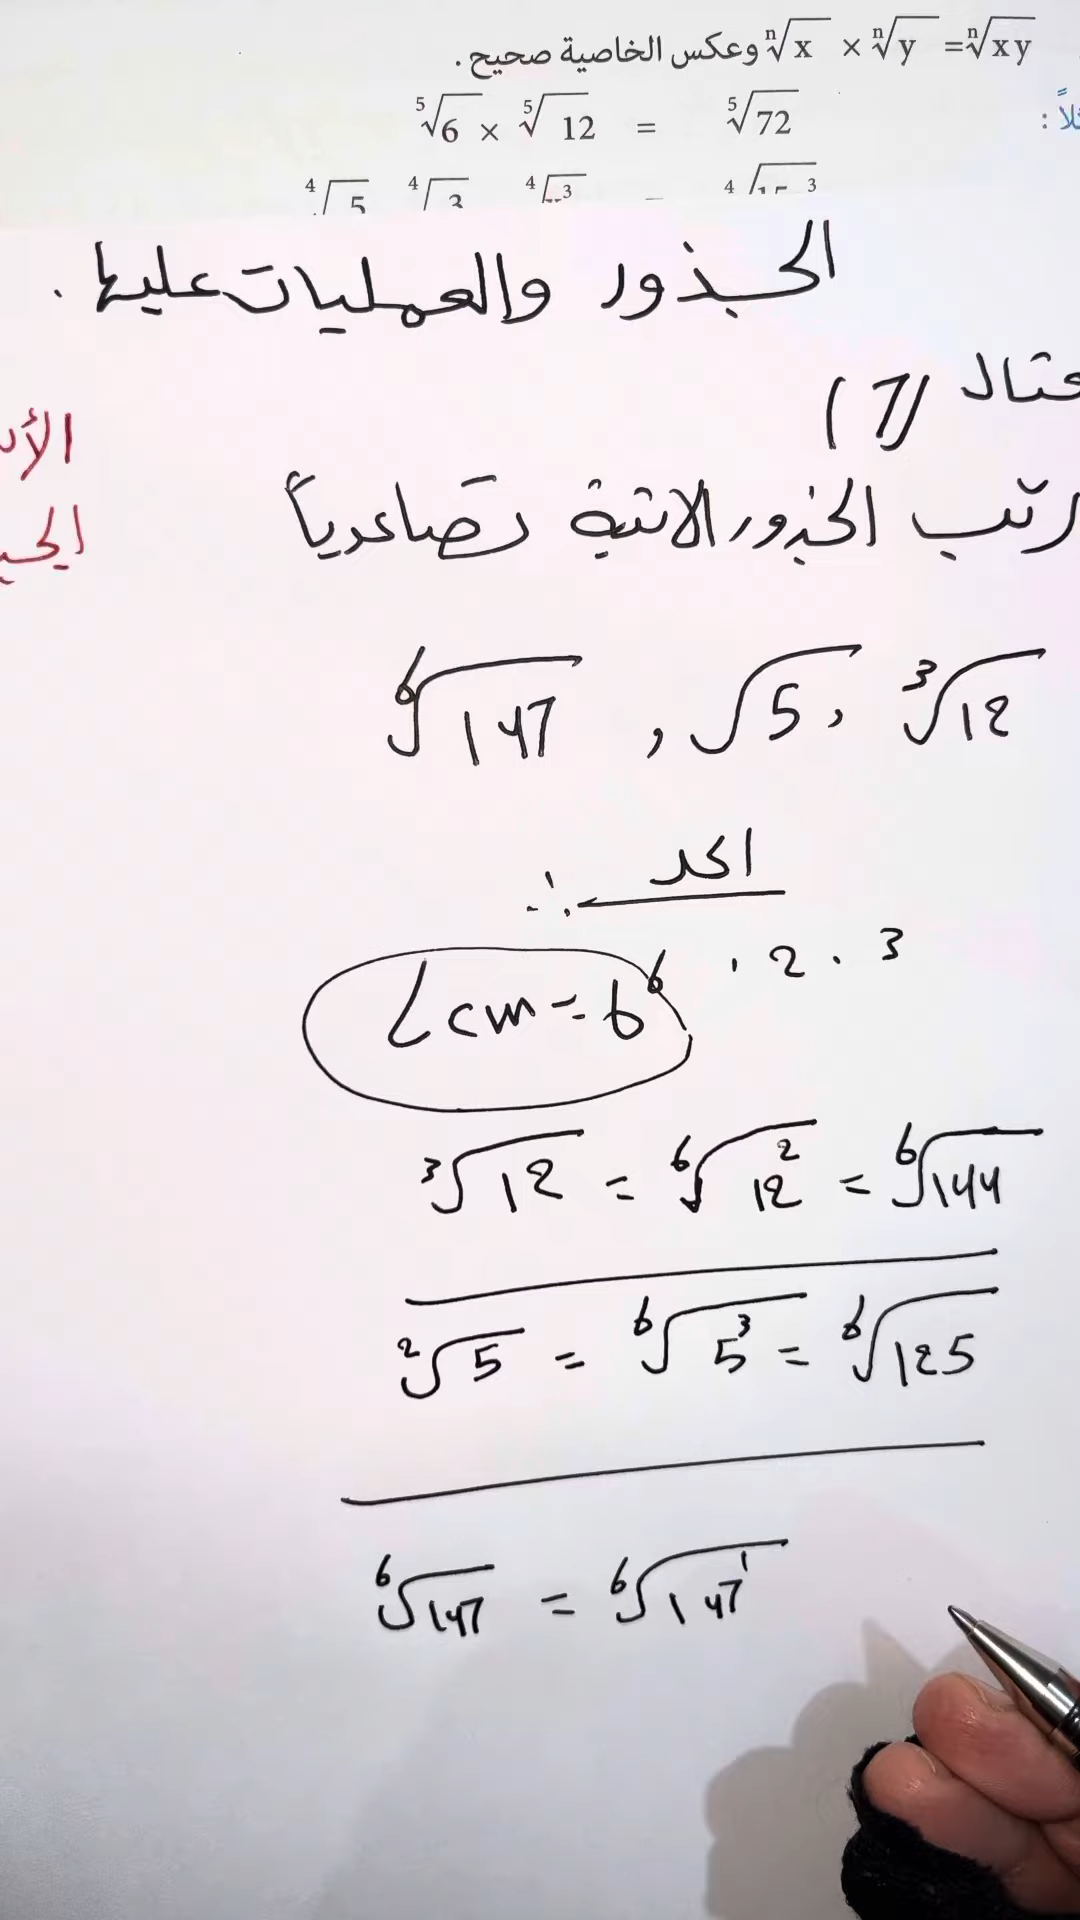 ⁿ√x × ⁿ√y = ⁿ√xy وعكس الخاصية صحيح .
⁵√6 × ⁵√12 = ⁵√72
الجذور والعمليات عليها .
مثال (7)
رتب الجذور الاتية تصاعدياً
³√12 , √5 , ⁶√147
الحل
3 , 2 , 6
Lcm = 6
³√12 = ⁶√12² = ⁶√144
²√5 = ⁶√5³ = ⁶√125
⁶√147 = ⁶√147¹